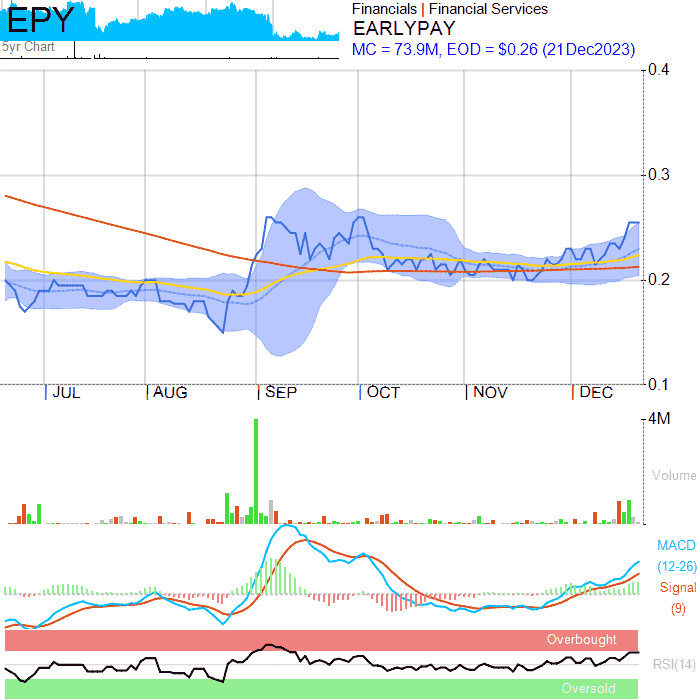 EPY
5yr Chart
Financials | Financial Services
EARLYPAY
MC = 73.9M, EOD = $0.26 (21Dec2023)
0.4
0.3
0.2
0.1
JUL
AUG
SEP
OCT
NOV
DEC
4M
Volume
MACD
(12-26)
Signal
(9)
Overbought
RSI(14)
Oversold